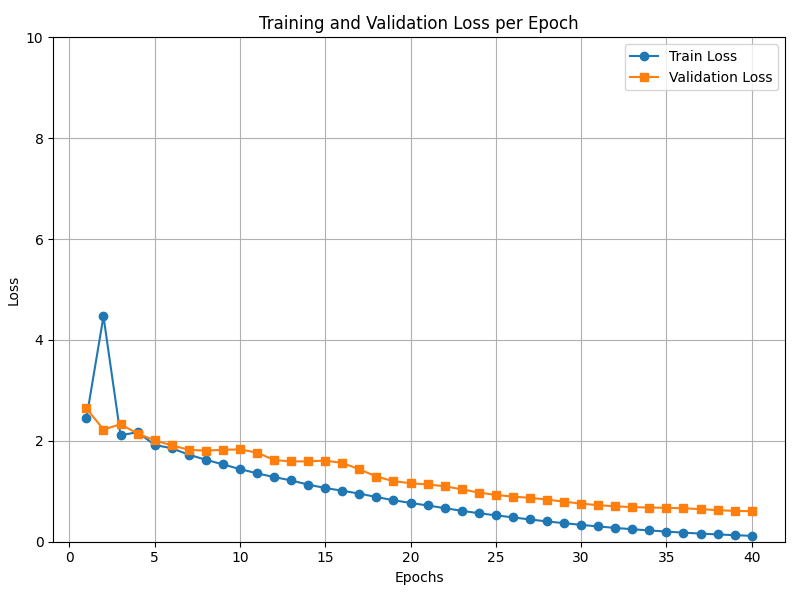 Training and Validation Loss per Epoch
10
8
6
4
2
0
Loss
Train Loss
Validation Loss
0 5 10 15 20 25 30 35 40
Epochs